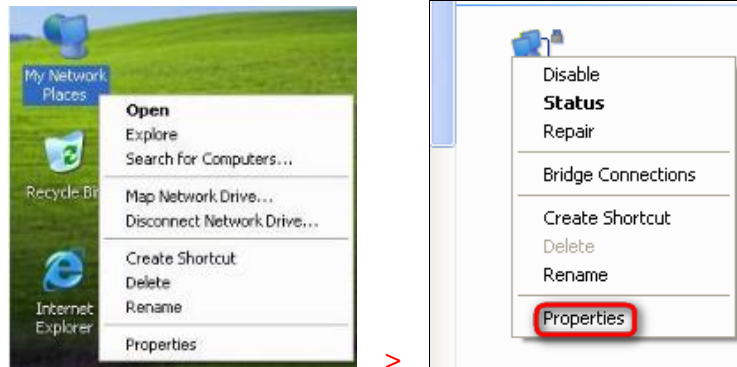 My Network
Places
Open
Explore
Search for Computers...
Recycle Bin
Map Network Drive...
Disconnect Network Drive...
Create Shortcut
Delete
Rename
Internet
Explorer
Properties
>
Disable
Status
Repair
Bridge Connections
Create Shortcut
Delete
Rename
Properties